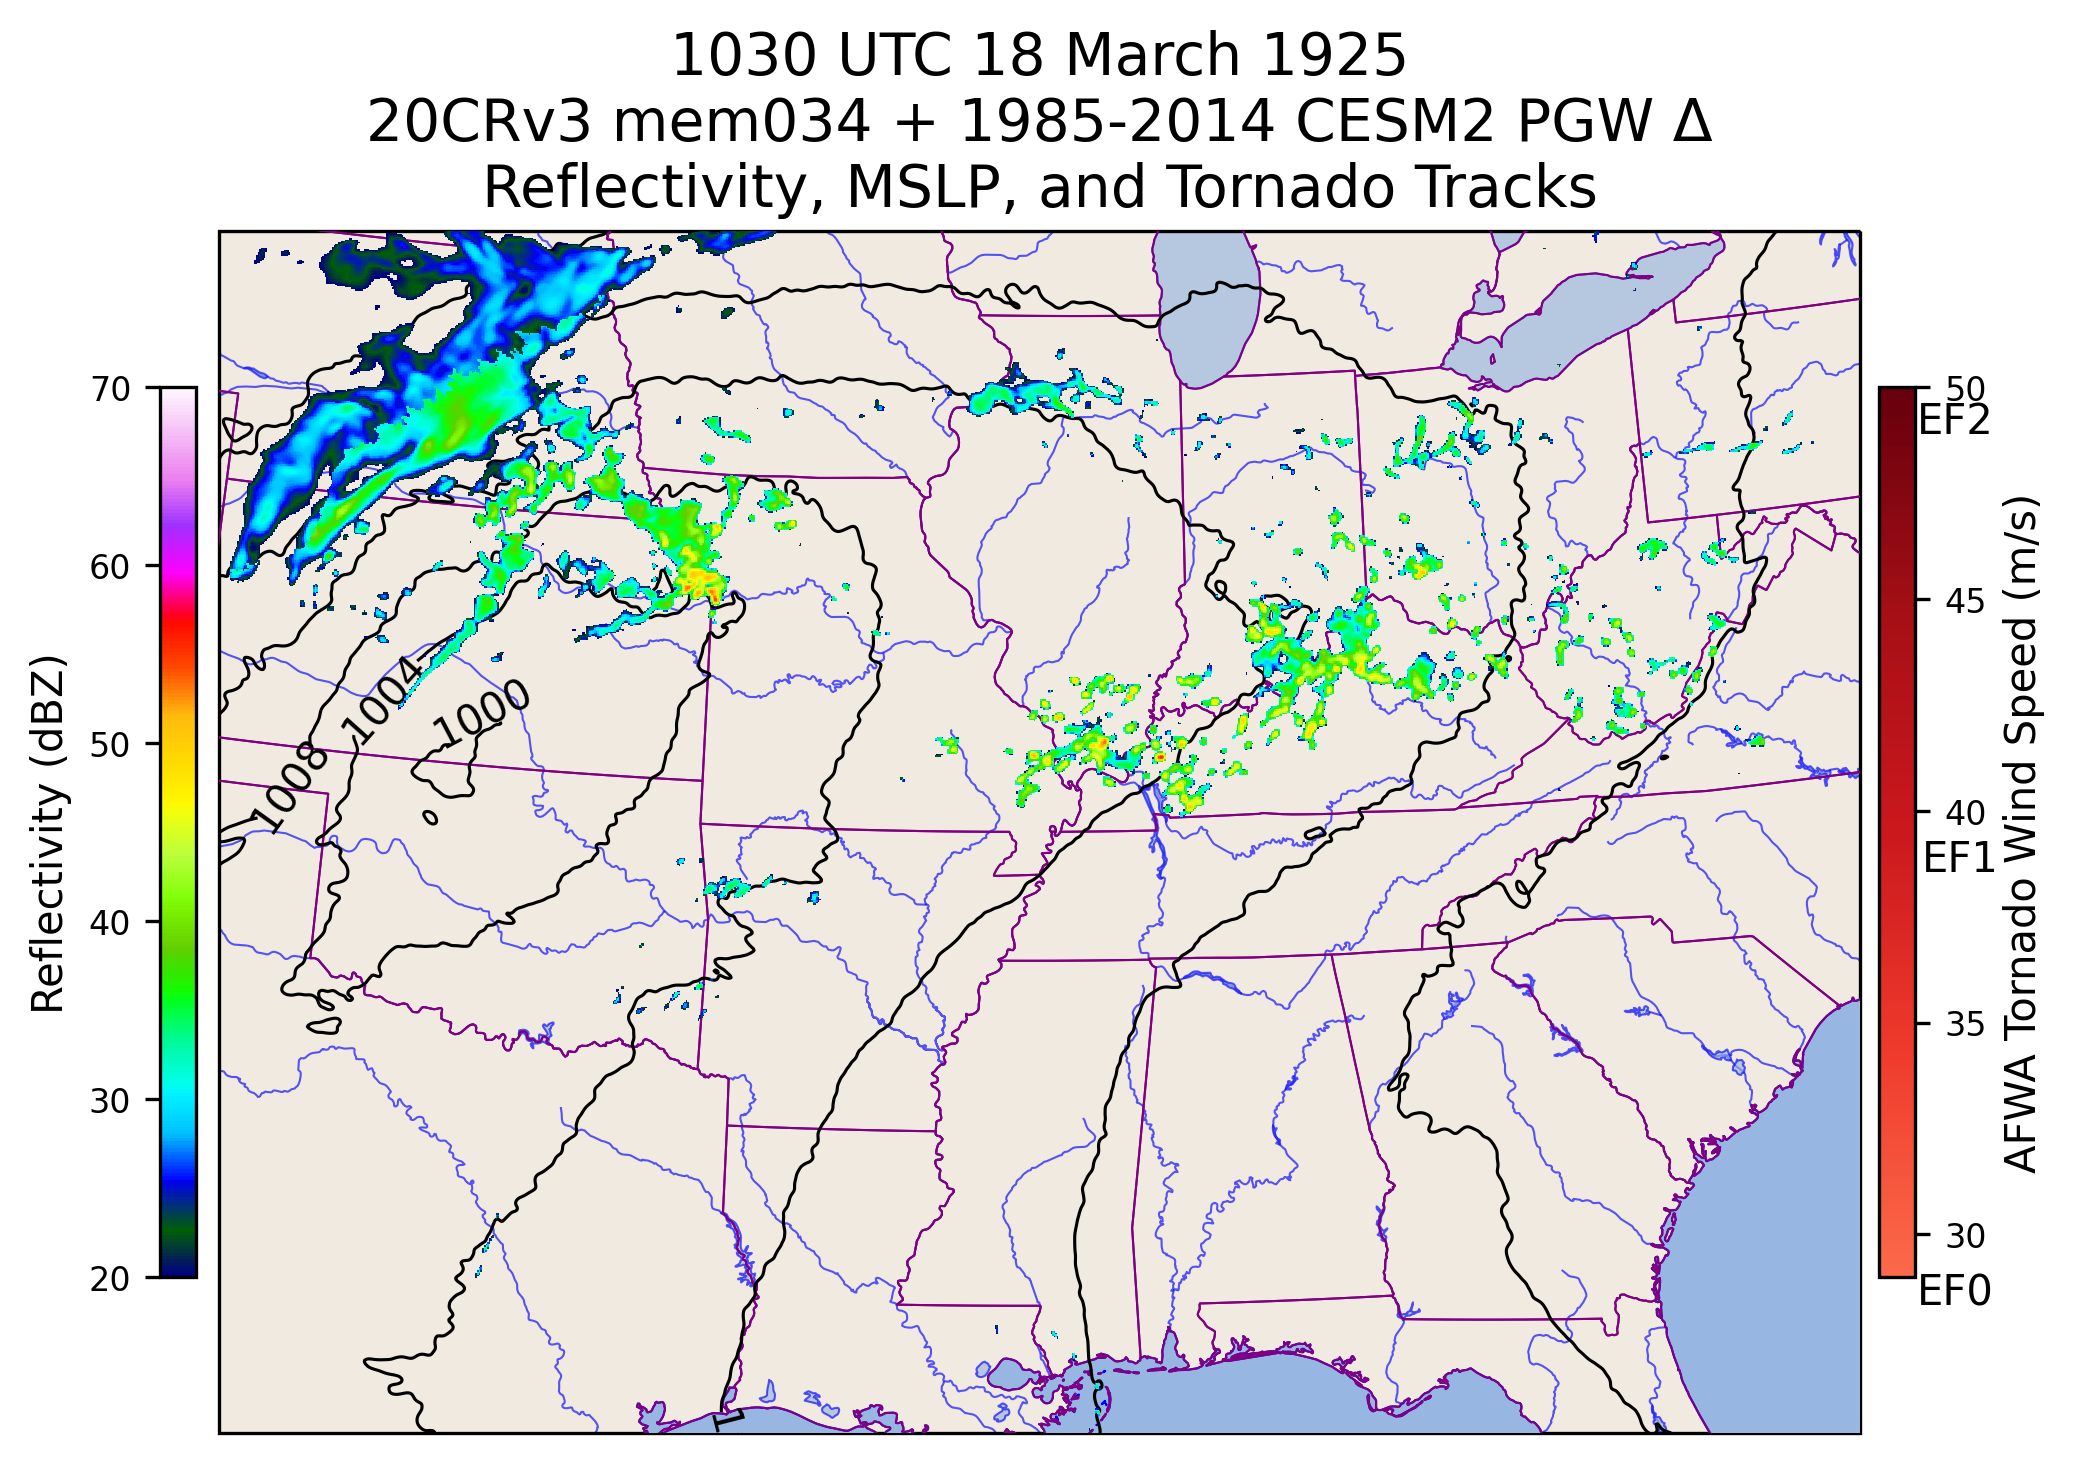 1030 UTC 18 March 1925
20CRv3 mem034 + 1985-2014 CESM2 PGW Δ
Reflectivity, MSLP, and Tornado Tracks
70
60
50
40
30
20
Reflectivity (dBZ)
1008
1004
1000
1
50
EF2
45
40
EF1
35
30
EF0
AFWA Tornado Wind Speed (m/s)